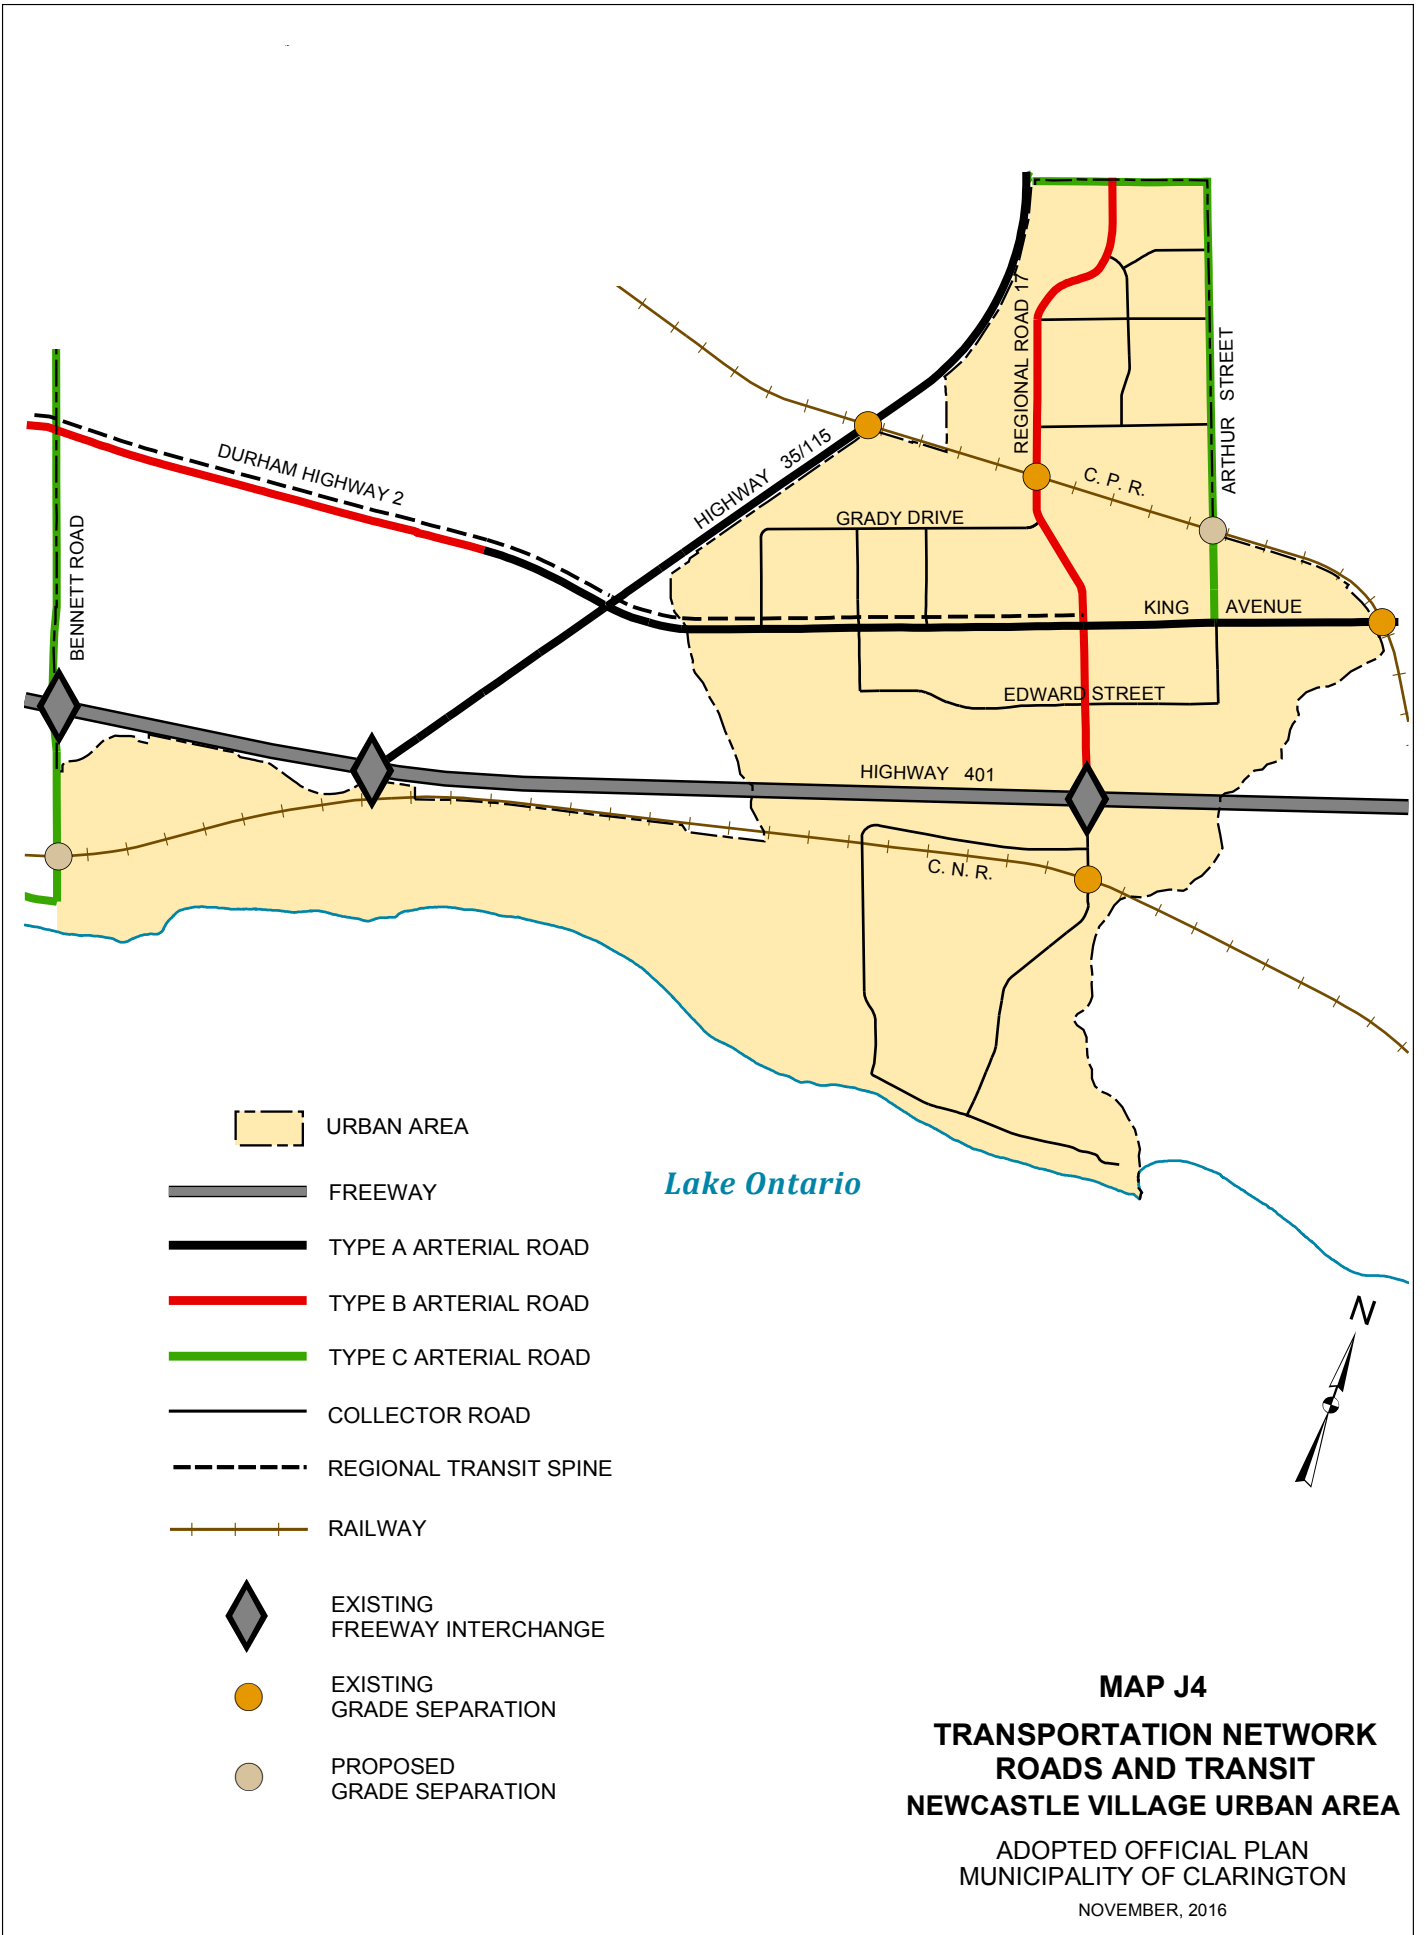 REGIONAL ROAD 17
ARTHUR STREET
DURHAM HIGHWAY 2
HIGHWAY 35/115
C. P. R.
GRADY DRIVE
BENNETT ROAD
KING AVENUE
EDWARD STREET
HIGHWAY 401
C. N. R.
URBAN AREA
Lake Ontario
FREEWAY
TYPE A ARTERIAL ROAD
TYPE B ARTERIAL ROAD
TYPE C ARTERIAL ROAD
N
COLLECTOR ROAD
REGIONAL TRANSIT SPINE
RAILWAY
EXISTING
FREEWAY INTERCHANGE
EXISTING
GRADE SEPARATION
PROPOSED
GRADE SEPARATION
MAP J4
TRANSPORTATION NETWORK
ROADS AND TRANSIT
NEWCASTLE VILLAGE URBAN AREA
ADOPTED OFFICIAL PLAN
MUNICIPALITY OF CLARINGTON
NOVEMBER, 2016